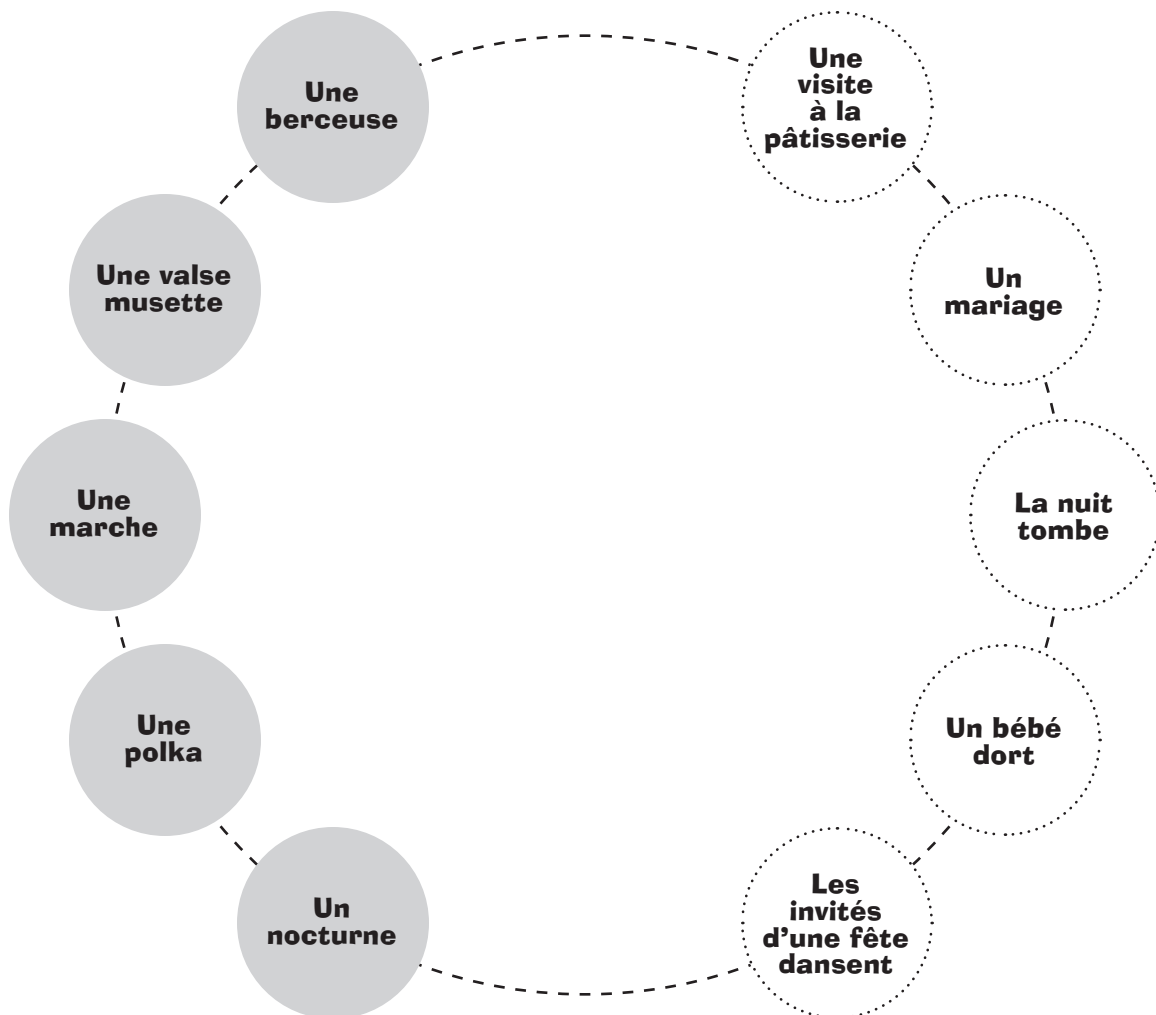 Une
berceuse
Une valse
musette
Une
marche
Une
polka
Un
nocturne
Une
visite
à la
pâtisserie
Un
mariage
La nuit
tombe
Un bébé
dort
Les
invités
d’une fête
dansent